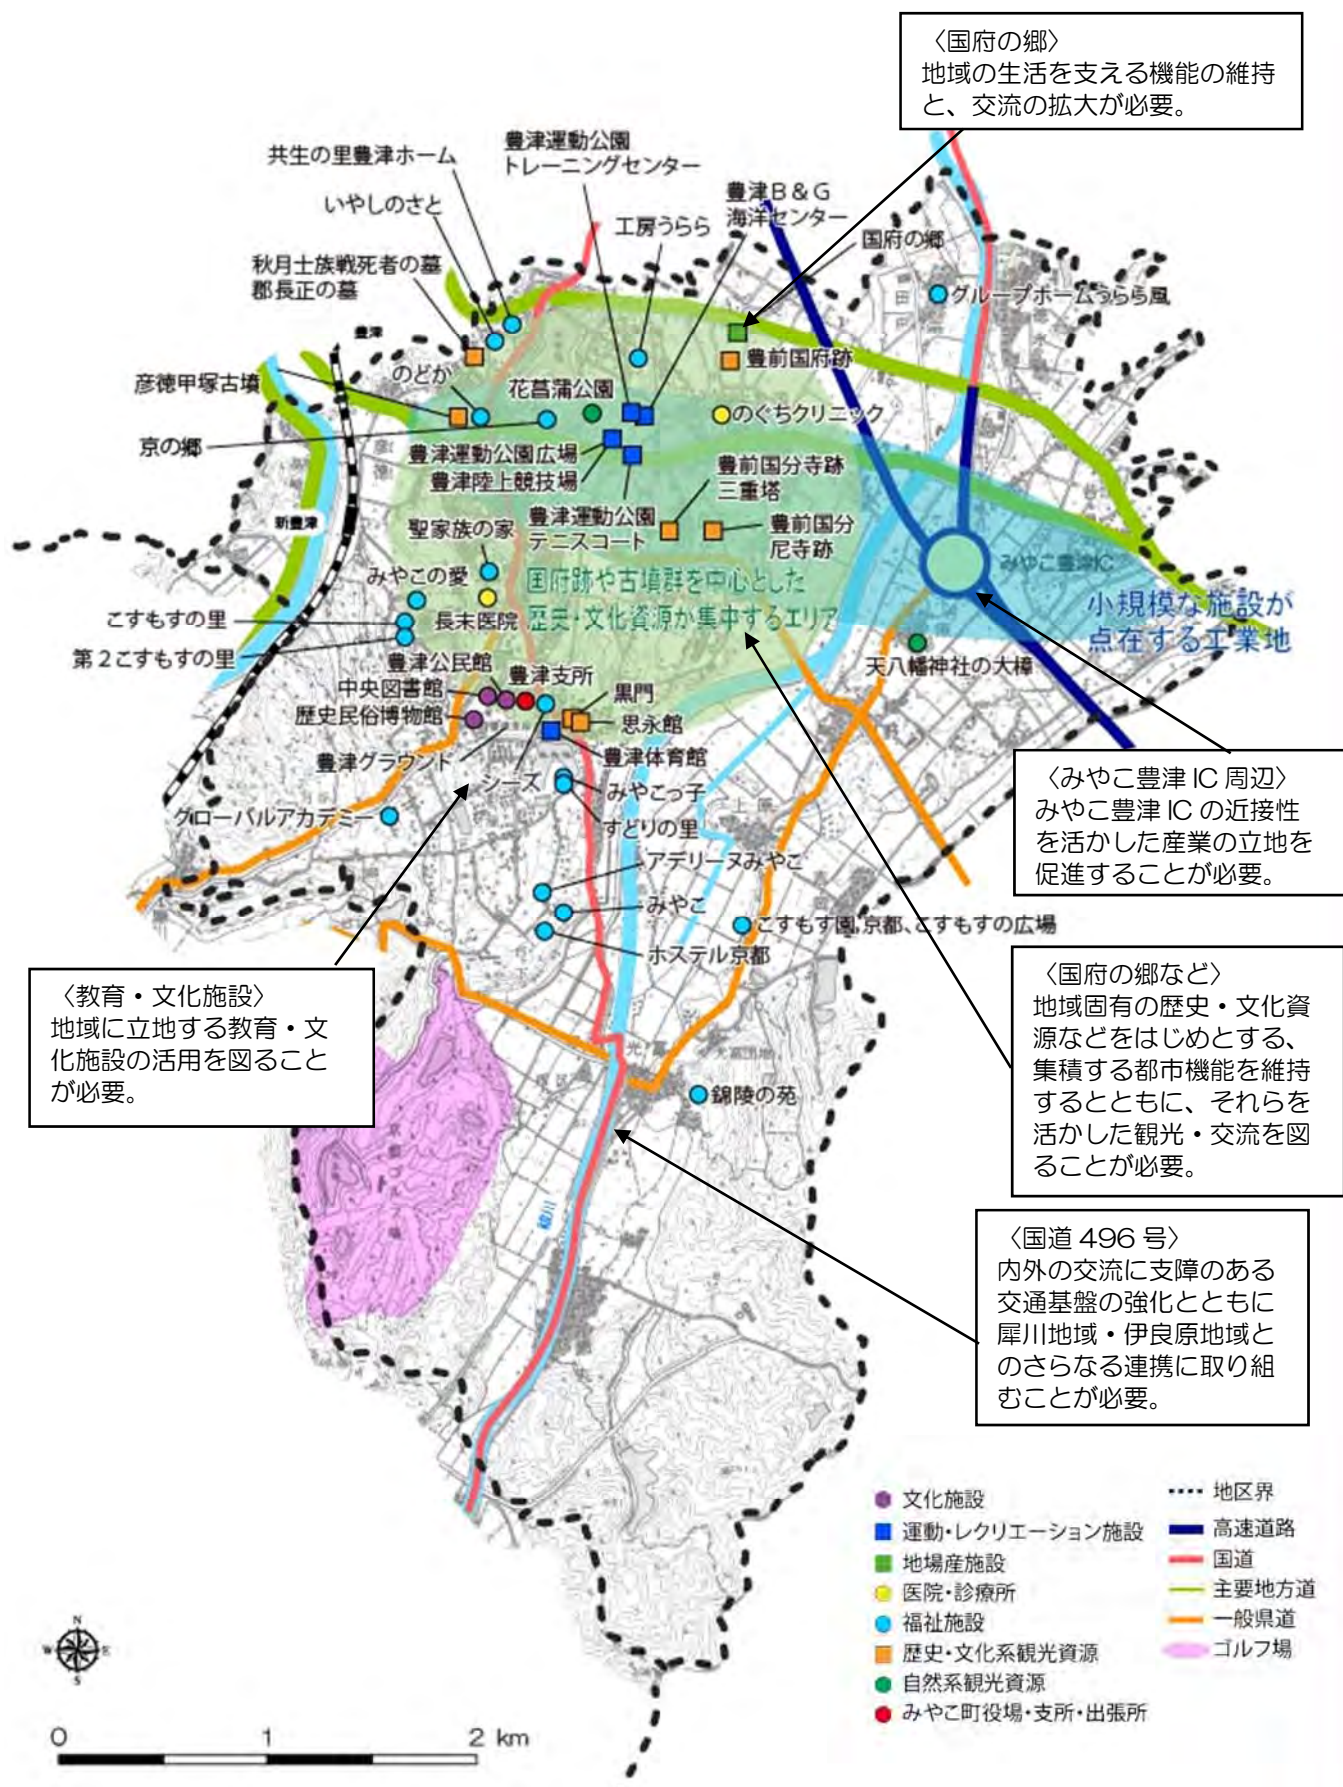 〈国府の郷〉
地域の生活を支える機能の維持
と、交流の拡大が必要。
豊津運動公園
トレーニングセンター
共生の里豊津ホーム
いやしのさと
豊津B＆G
海洋センター
工房うらら
国府の郷
秋月士族戦死者の墓
郡長正の墓
グループホームうらら風
豊津
豊前国府跡
のどか
彦徳甲塚古墳
花菖蒲公園
のぐちクリニック
京の郷
豊津運動公園広場
豊津陸上競技場
豊前国分寺跡
三重塔
新豊津
聖家族の家
豊津運動公園
テニスコート
豊前国分
尼寺跡
みやこ豊津IC
みやこの愛
国府跡や古墳群を中心とした
歴史・文化資源が集中するエリア
小規模な施設が
点在する工業地
こすもすの里
長末医院
第２こすもすの里
豊津公民館
豊津支所
天八幡神社の大樟
中央図書館
黒門
歴史民俗博物館
思永館
豊津グラウンド
豊津体育館
シーズ
みやこっ子
グローバルアカデミー
すどりの里
上原
〈みやこ豊津 IC 周辺〉
みやこ豊津 IC の近接性
を活かした産業の立地を
促進することが必要。
アデリーヌみやこ
みやこ
こすもす園,京都、こすもすの広場
ホステル京都
〈教育・文化施設〉
地域に立地する教育・文
化施設の活用を図ること
が必要。
〈国府の郷など〉
地域固有の歴史・文化資
源などをはじめとする、
集積する都市機能を維持
するとともに、それらを
活かした観光・交流を図
ることが必要。
錦陵の苑
〈国道 496 号〉
内外の交流に支障のある
交通基盤の強化とともに
犀川地域・伊良原地域と
のさらなる連携に取り組
むことが必要。
文化施設
運動・レクリエーション施設
地場産施設
医院・診療所
福祉施設
歴史・文化系観光資源
自然系観光資源
みやこ町役場・支所・出張所
地区界
高速道路
国道
主要地方道
一般県道
ゴルフ場
N
W
E
S
0
1
2 km